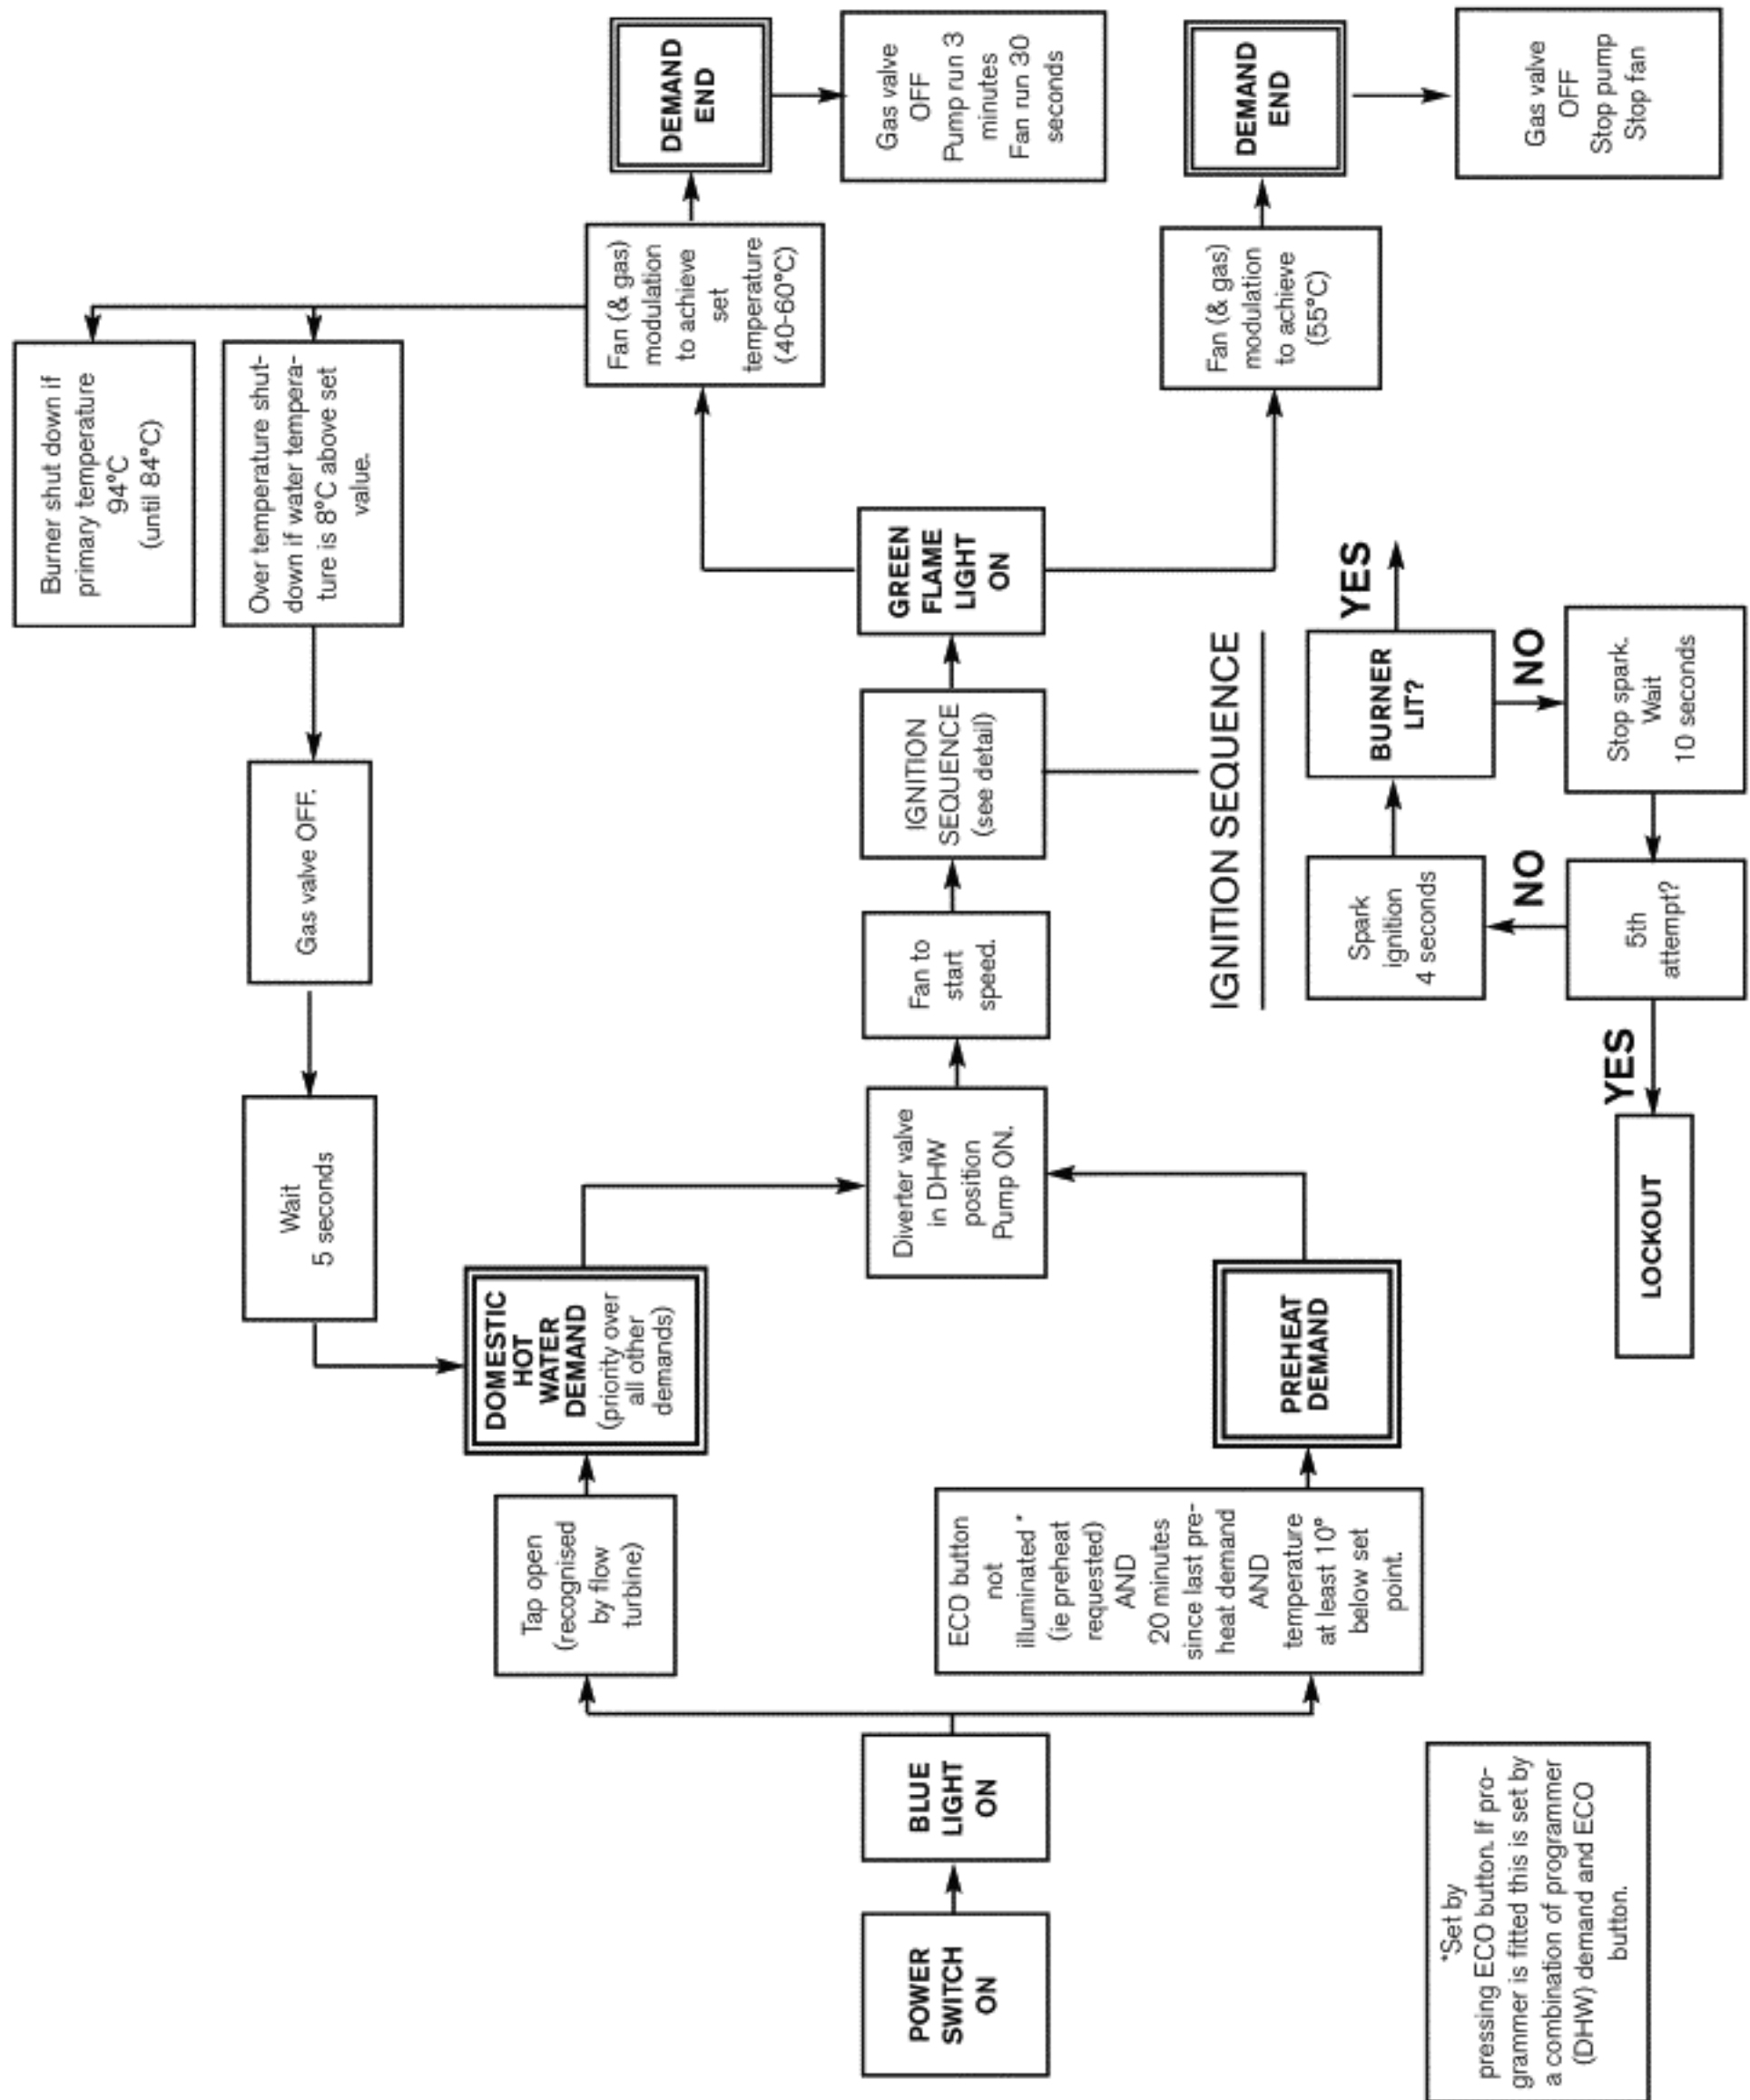 POWER
SWITCH
ON
BLUE
LIGHT
ON
Tap open
(recognised
by flow
turbine)
DOMESTIC
HOT
WATER
DEMAND
(priority over
all other
demands)
ECO button
not
illuminated *
(ie preheat
requested)
AND
20 minutes
since last pre-
heat demand
AND
temperature
at least 10°
below set
point.
PREHEAT
DEMAND
Diverter valve
in DHW
position
Pump ON.
Fan to
start
speed.
IGNITION
SEQUENCE
(see detail)
GREEN
FLAME
LIGHT
ON
Fan (& gas)
modulation
to achieve
set
temperature
(40-60°C)
DEMAND
END
Gas valve
OFF
Pump run 3
minutes
Fan run 30
seconds
Burner shut down if
primary temperature
94°C
(until 84°C)
Over temperature shut-
down if water tempera-
ture is 8°C above set
value.
Gas valve OFF.
Wait
5 seconds
Fan (& gas)
modulation
to achieve
(55°C)
DEMAND
END
Gas valve
OFF
Stop pump
Stop fan
IGNITION SEQUENCE
Spark
ignition
4 seconds
BURNER
LIT?
YES
NO
Stop spark.
Wait
10 seconds
5th
attempt?
NO
YES
LOCKOUT
*Set by
pressing ECO button. If pro-
grammer is fitted this is set by
a combination of programmer
(DHW) demand and ECO
button.